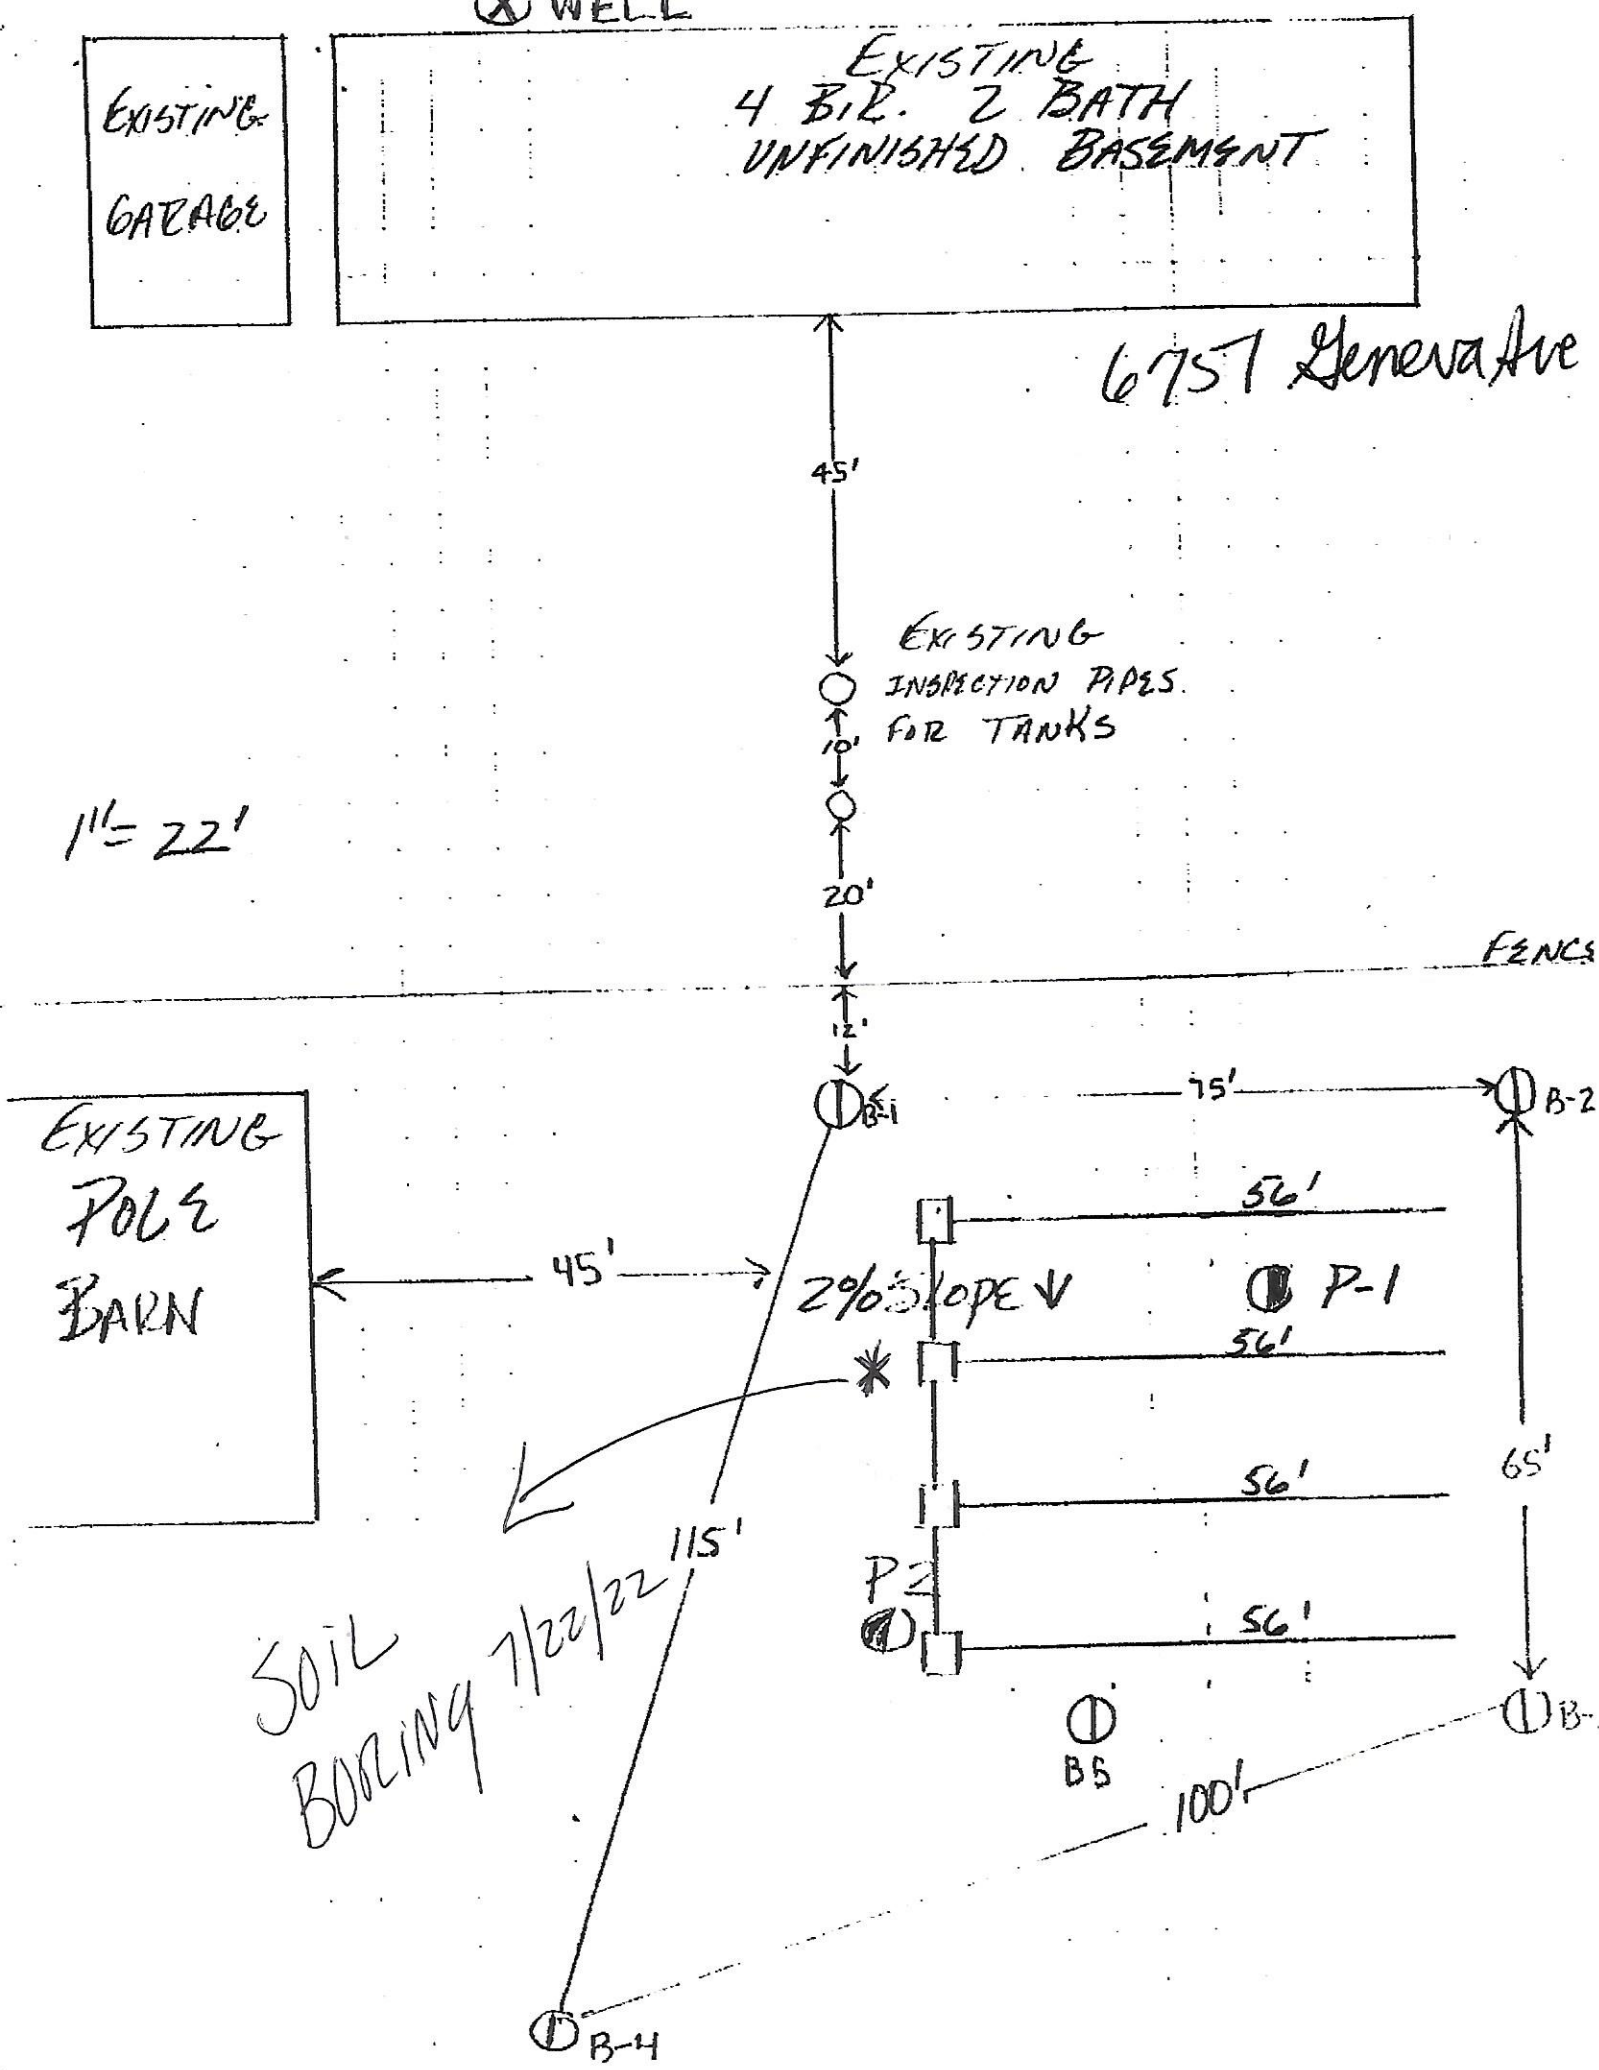 WELL
EXISTING
GARAGE
EXISTING
4 B.R. 2 BATH
UNFINISHED BASEMENT
6757 Geneva Ave
45'
EXISTING
INSPECTION PIPES
FOR TANKS
10'
1"= 22'
20'
FENCE
12'
B-1
75'
B-2
EXISTING
POLE
BARN
45'
56'
2% SLOPE
P-1
56'
65'
56'
115'
P2
56'
SOIL
BORING 7/22/22
B-
B5
100'
B-4